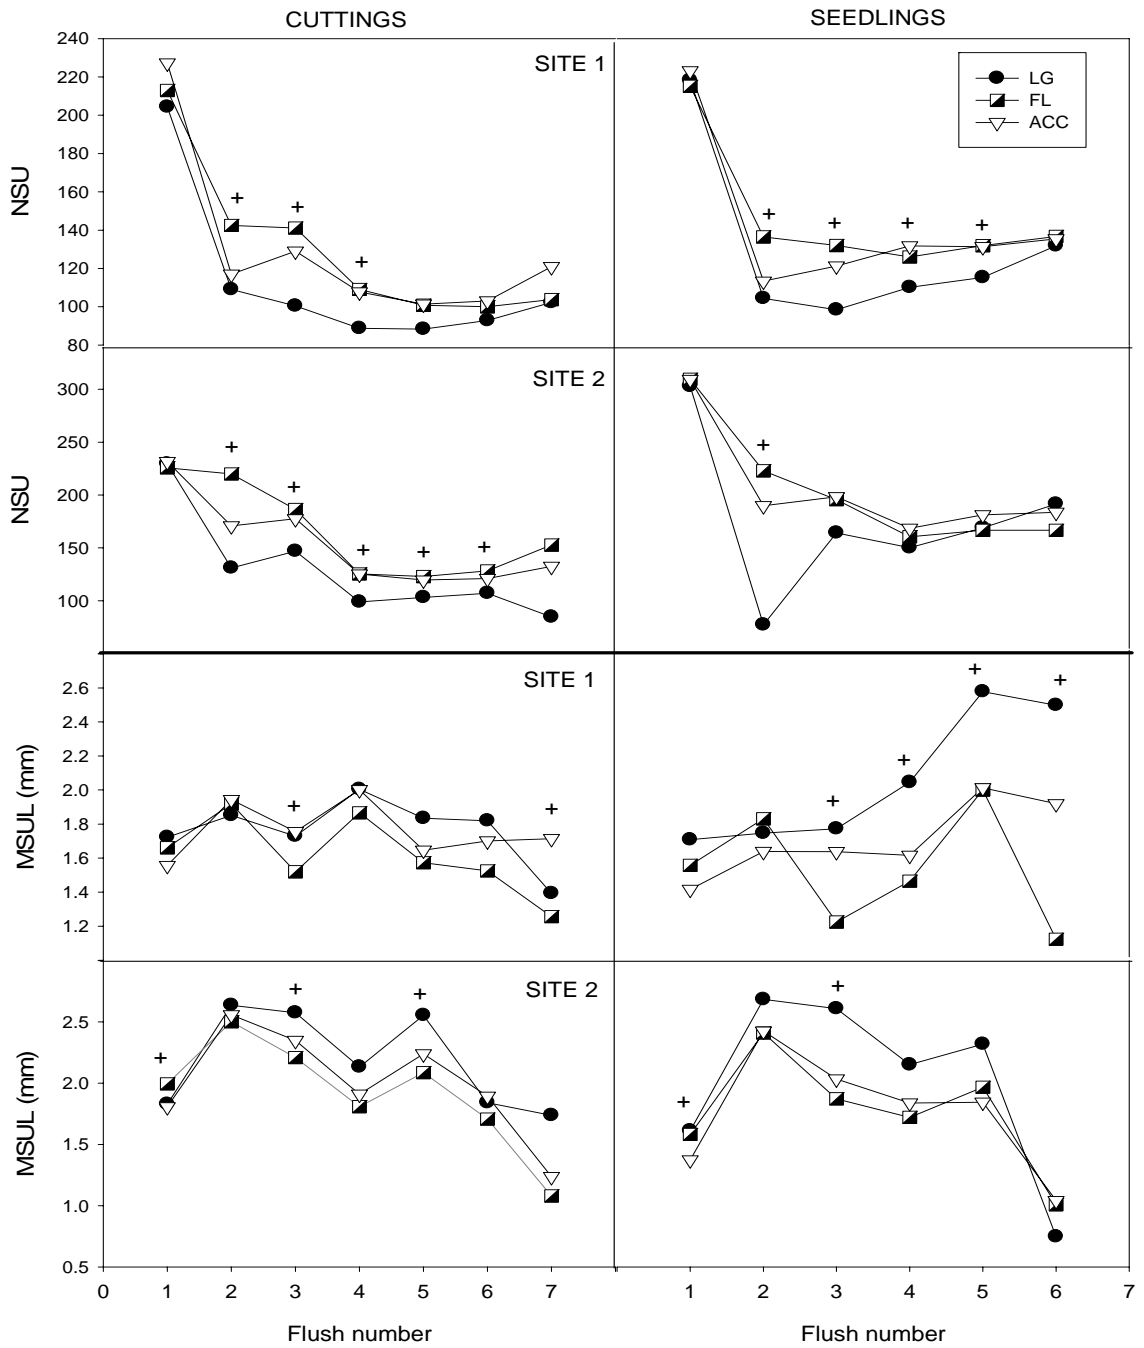 CUTTINGS
SEEDLINGS
240
220
200
180
160
140
120
100
80
NSU
SITE 1
+ + +
LG
FL
ACC
+ + + +
300
250
200
150
100
NSU
SITE 2
+ + + + +
+
2.6
2.4
2.2
2.0
1.8
1.6
1.4
1.2
MSUL (mm)
SITE 1
+ +
+ + + +
2.5
2.0
1.5
1.0
0.5
MSUL (mm)
SITE 2
+ + +
+ +
0 1 2 3 4 5 6 7
1 2 3 4 5 6 7
Flush number
Flush number